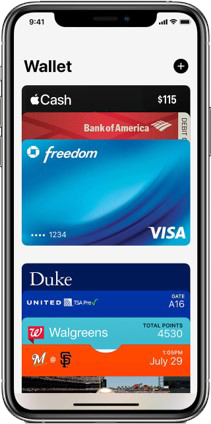 9:41
Wallet
Cash
$115
Bank of America
DEBIT
freedom
•••• 1234
VISA
Duke
UNITED
TSA Pre✓
GATE
A16
Walgreens
TOTAL POINTS
4530
1:05PM
M @ SF
July 29